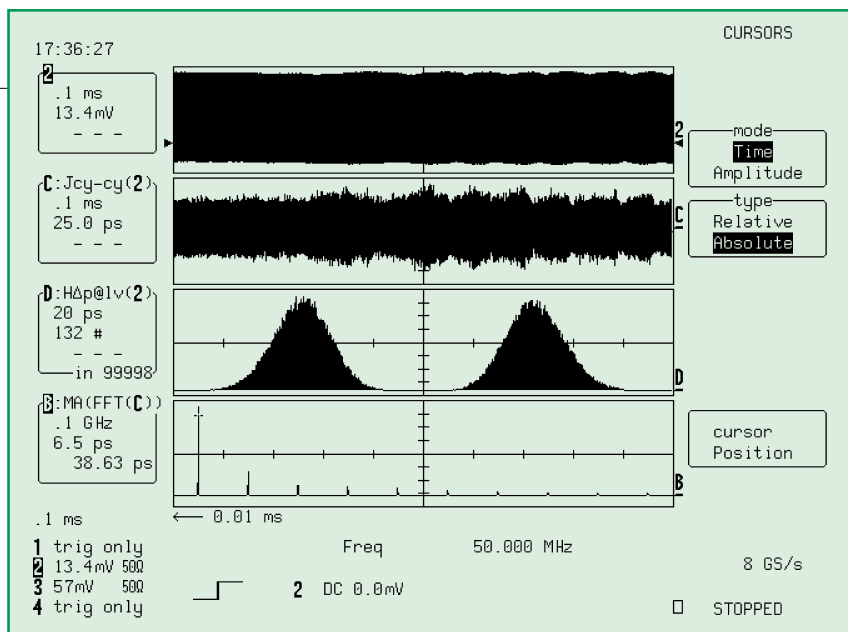 CURSORS
17:36:27
2
.1 ms
13.4mV
- - -
2
mode
Time
Amplitude
C:Jcy-cy(2)
.1 ms
25.0 ps
- - -
C
type
Relative
Absolute
D:HΔp@lv(2)
20 ps
132 #
- - -
in 99998
D
B:MA(FFT(C))
.1 GHz
6.5 ps
38.63 ps
B
cursor
Position
.1 ms
← 0.01 ms
1 trig only
2 13.4mV 50Ω
3 57mV 50Ω
4 trig only
Freq 50.000 MHz
2 DC 0.0mV
8 GS/s
□ STOPPED